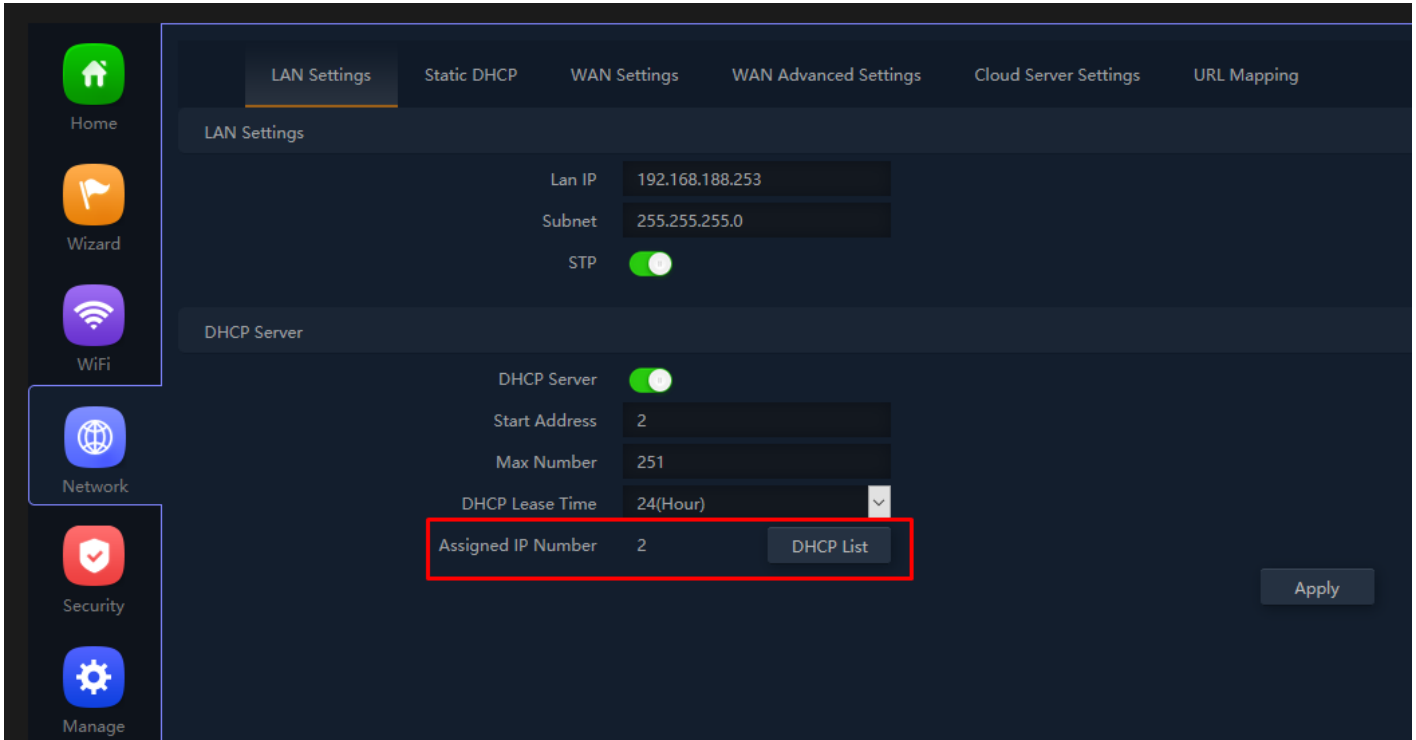 Home
Wizard
WiFi
Network
Security
Manage
LAN Settings Static DHCP WAN Settings WAN Advanced Settings Cloud Server Settings URL Mapping
LAN Settings
Lan IP 192.168.188.253
Subnet 255.255.255.0
STP
DHCP Server
DHCP Server
Start Address 2
Max Number 251
DHCP Lease Time 24(Hour)
Assigned IP Number 2 DHCP List
Apply